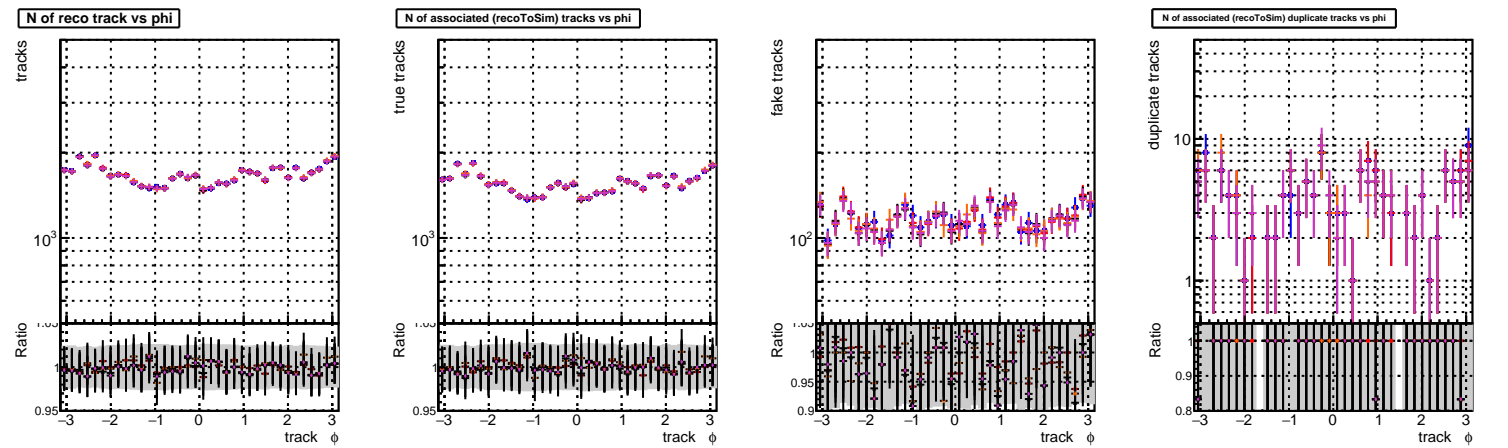 N of reco track vs phi
tracks
10³
Ratio
1
0.95
−3 −2 −1 0 1 2 3
track ϕ
N of associated (recoToSim) tracks vs phi
true tracks
10³
Ratio
1
0.95
−3 −2 −1 0 1 2 3
track ϕ
fake tracks
10²
Ratio
1
0.95
0.9
−3 −2 −1 0 1 2 3
track ϕ
N of associated (recoToSim) duplicate tracks vs phi
duplicate tracks
10
1
Ratio
1
0.9
0.8
−3 −2 −1 0 1 2 3
track ϕ